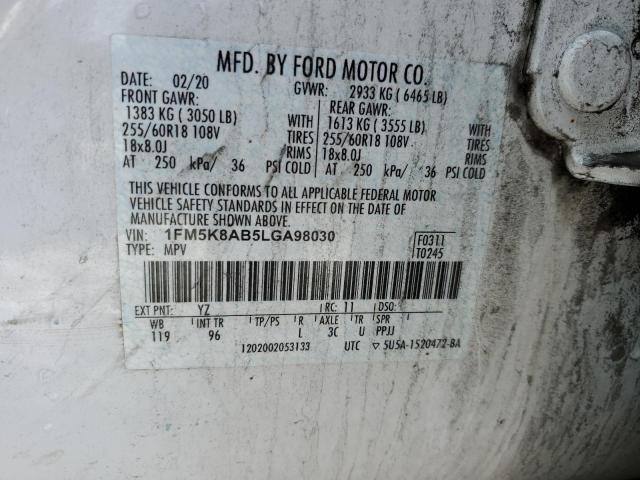 MFD. BY FORD MOTOR CO.
DATE: 02/20 GVWR: 2933 KG ( 6465 LB)
FRONT GAWR: REAR GAWR:
1383 KG ( 3050 LB) WITH 1613 KG ( 3555 LB) WITH
255/60R18 108V TIRES 255/60R18 108V TIRES
18x8.0J RIMS 18x8.0J RIMS
AT 250 kPa/ 36 PSI COLD AT 250 kPa/ 36 PSI COLD
THIS VEHICLE CONFORMS TO ALL APPLICABLE FEDERAL MOTOR
VEHICLE SAFETY STANDARDS IN EFFECT ON THE DATE OF
MANUFACTURE SHOWN ABOVE.
VIN: 1FM5K8AB5LGA98030 F0311
TYPE: MPV T0245
EXT PNT: YZ RC: 11 DSO:
WB INT TR TP/PS R AXLE TR SPR
119 96 L 3C U PPJJ
1202002053133 UTC ▽ 5U5A-1520472-BA